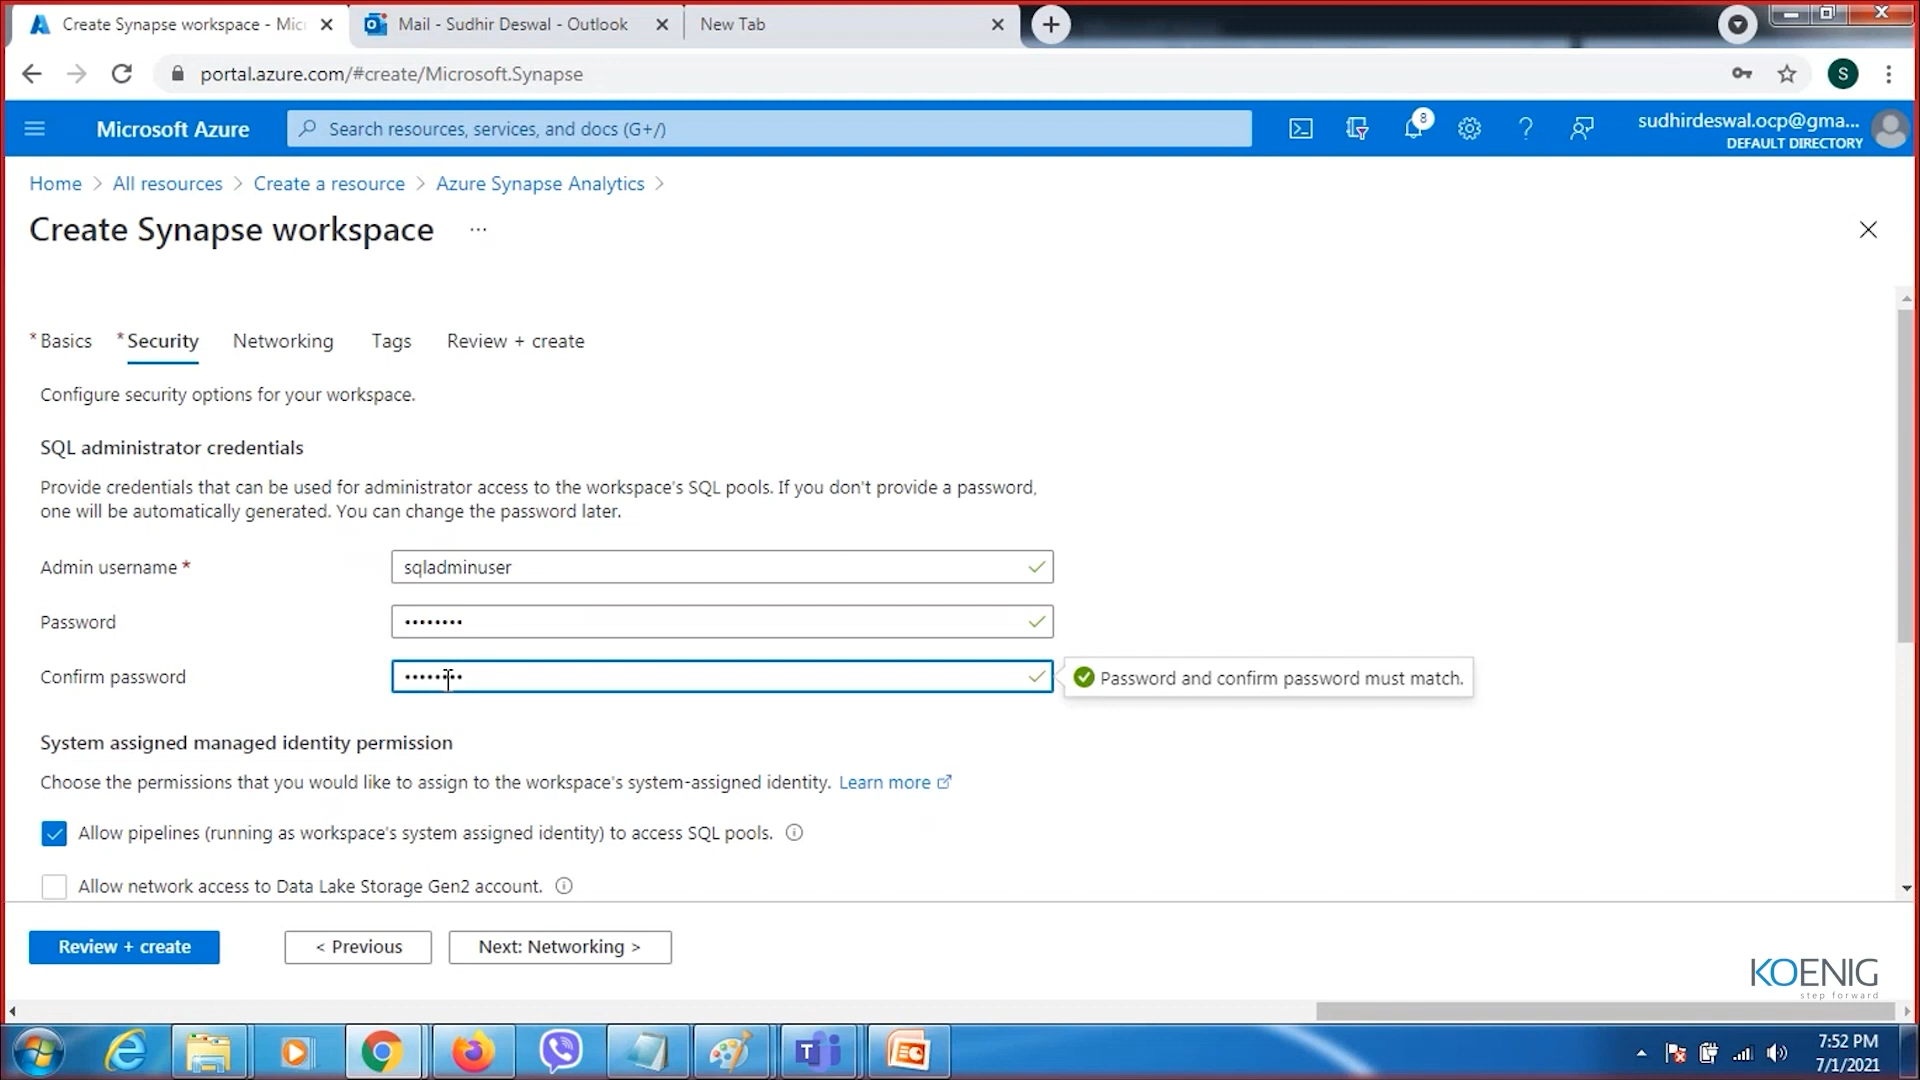 Create Synapse workspace - Mic
Mail - Sudhir Deswal - Outlook
New Tab
portal.azure.com/#create/Microsoft.Synapse
S
Microsoft Azure
Search resources, services, and docs (G+/)
8
sudhirdeswal.ocp@gma...
DEFAULT DIRECTORY
Home > All resources > Create a resource > Azure Synapse Analytics >
Create Synapse workspace ...
* Basics * Security Networking Tags Review + create
Configure security options for your workspace.
SQL administrator credentials
Provide credentials that can be used for administrator access to the workspace's SQL pools. If you don't provide a password,
one will be automatically generated. You can change the password later.
Admin username *
sqladminuser
Password
••••••••
Confirm password
••••••••
Password and confirm password must match.
System assigned managed identity permission
Choose the permissions that you would like to assign to the workspace's system-assigned identity. Learn more
Allow pipelines (running as workspace's system assigned identity) to access SQL pools.
Allow network access to Data Lake Storage Gen2 account.
Review + create
< Previous
Next: Networking >
KOENIG
step forward
7:52 PM
7/1/2021